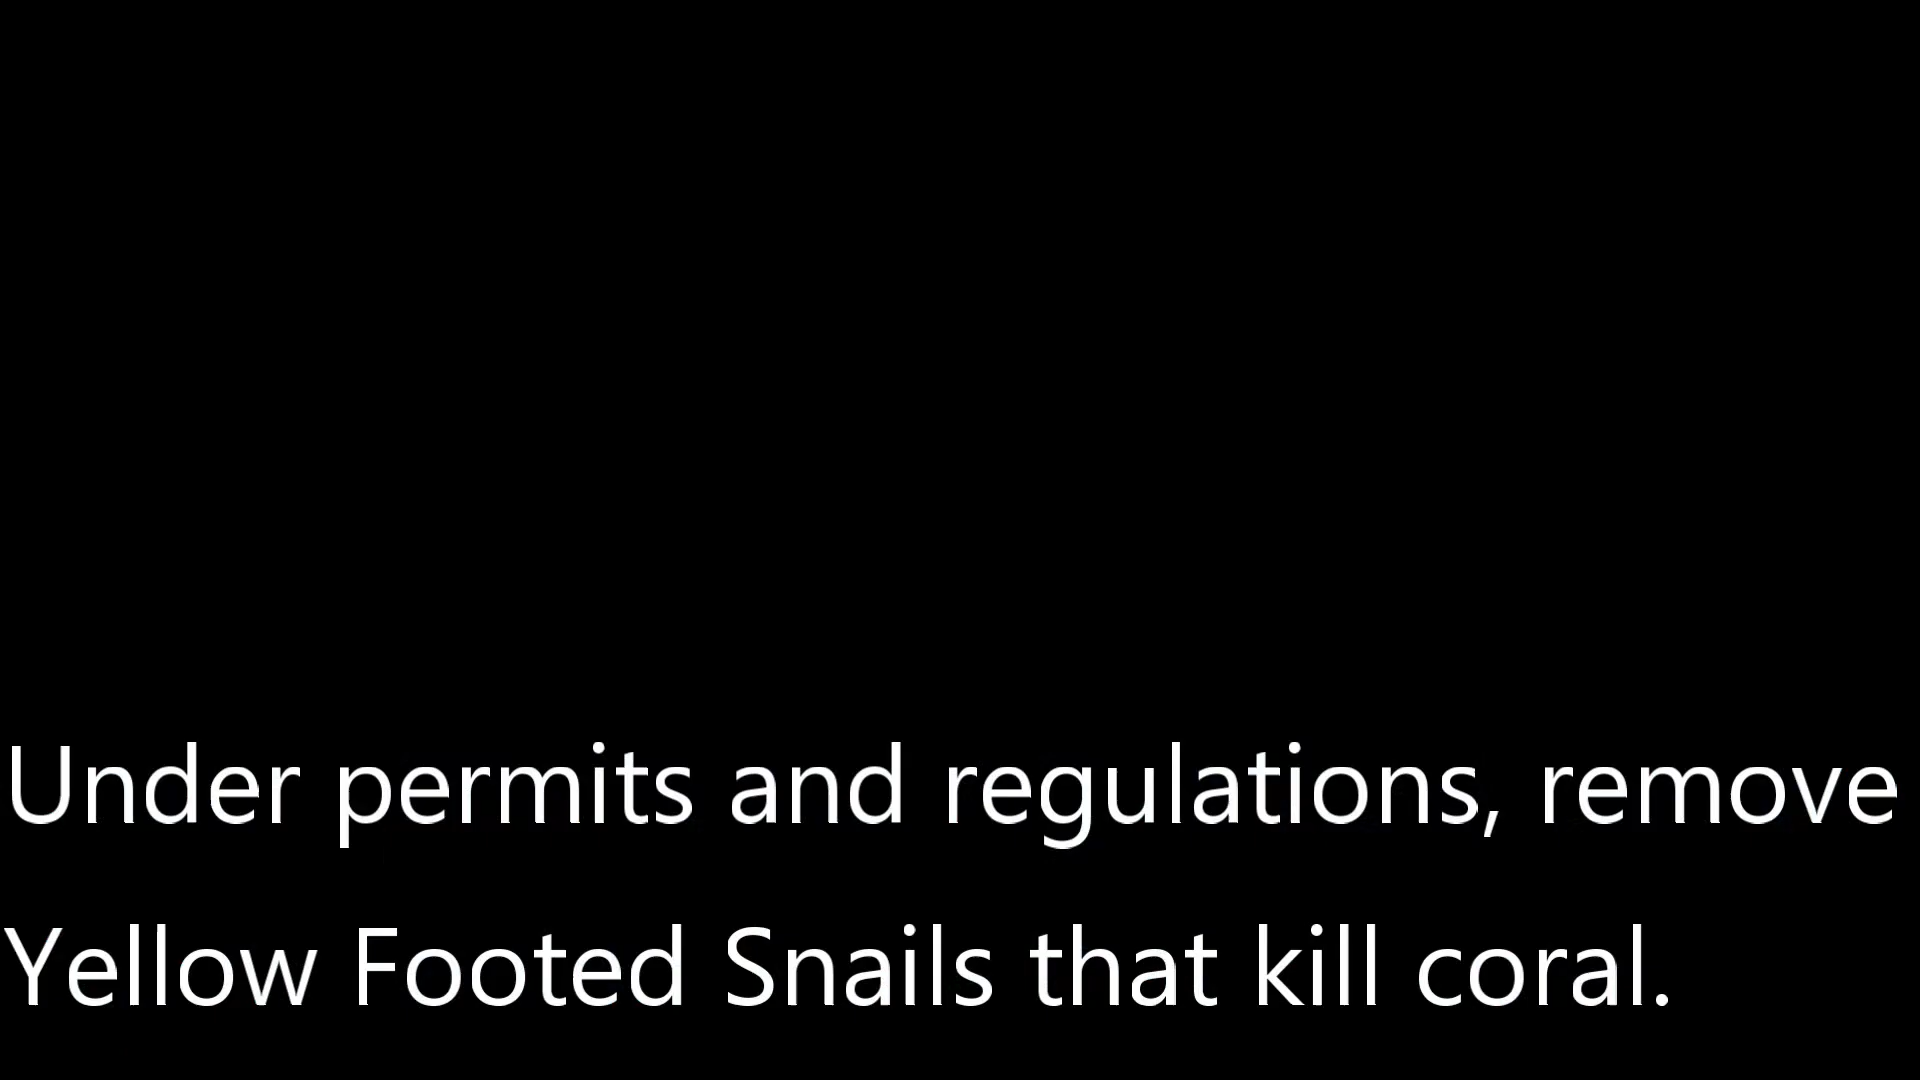 Under permits and regulations, remove
Yellow Footed Snails that kill coral.